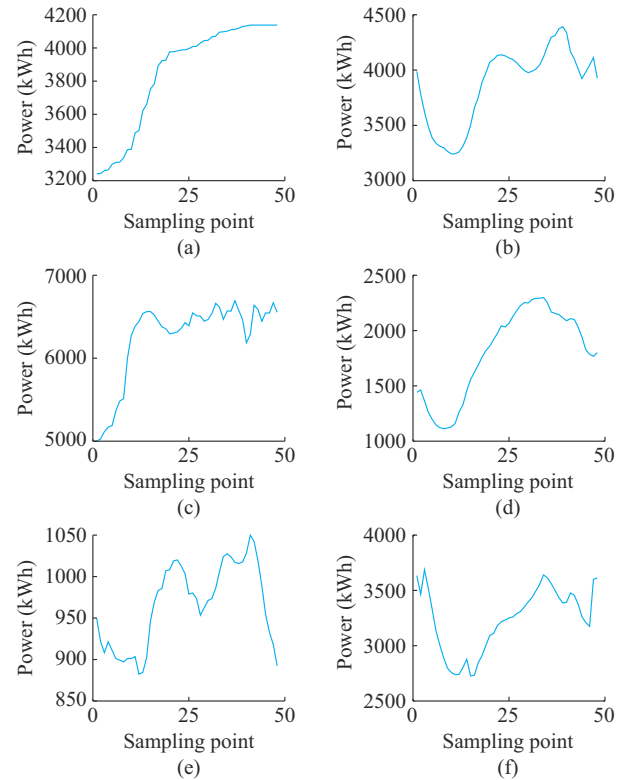 4200
4000
3800
3600
3400
3200
Power (kWh)
0
25
50
Sampling point
(a)
4500
4000
3500
3000
Power (kWh)
0
25
50
Sampling point
(b)
7000
6000
5000
Power (kWh)
0
25
50
Sampling point
(c)
2500
2000
1500
1000
Power (kWh)
0
25
50
Sampling point
(d)
1050
1000
950
900
850
Power (kWh)
0
25
50
Sampling point
(e)
4000
3500
3000
2500
Power (kWh)
0
25
50
Sampling point
(f)